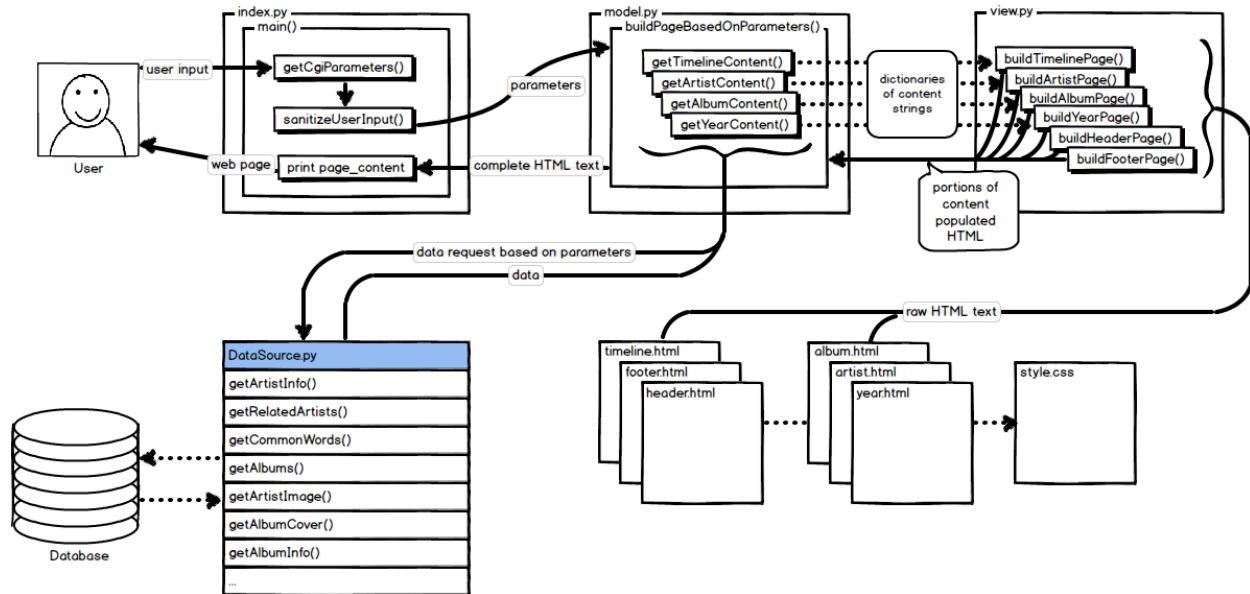 index.py
main()
getCgiParameters()
sanitizeUserInput()
print page_content
user input
web page
User
parameters
complete HTML text
model.py
buildPageBasedOnParameters()
getTimelineContent()
getArtistContent()
getAlbumContent()
getYearContent()
dictionaries
of content
strings
view.py
buildTimelinePage()
buildArtistPage()
buildAlbumPage()
buildYearPage()
buildHeaderPage()
buildFooterPage()
portions of
content
populated
HTML
data request based on parameters
data
raw HTML text
DataSource.py
getArtistInfo()
getRelatedArtists()
getCommonWords()
getAlbums()
getArtistImage()
getAlbumCover()
getAlbumInfo()
...
Database
timeline.html
footer.html
header.html
album.html
artist.html
year.html
style.css